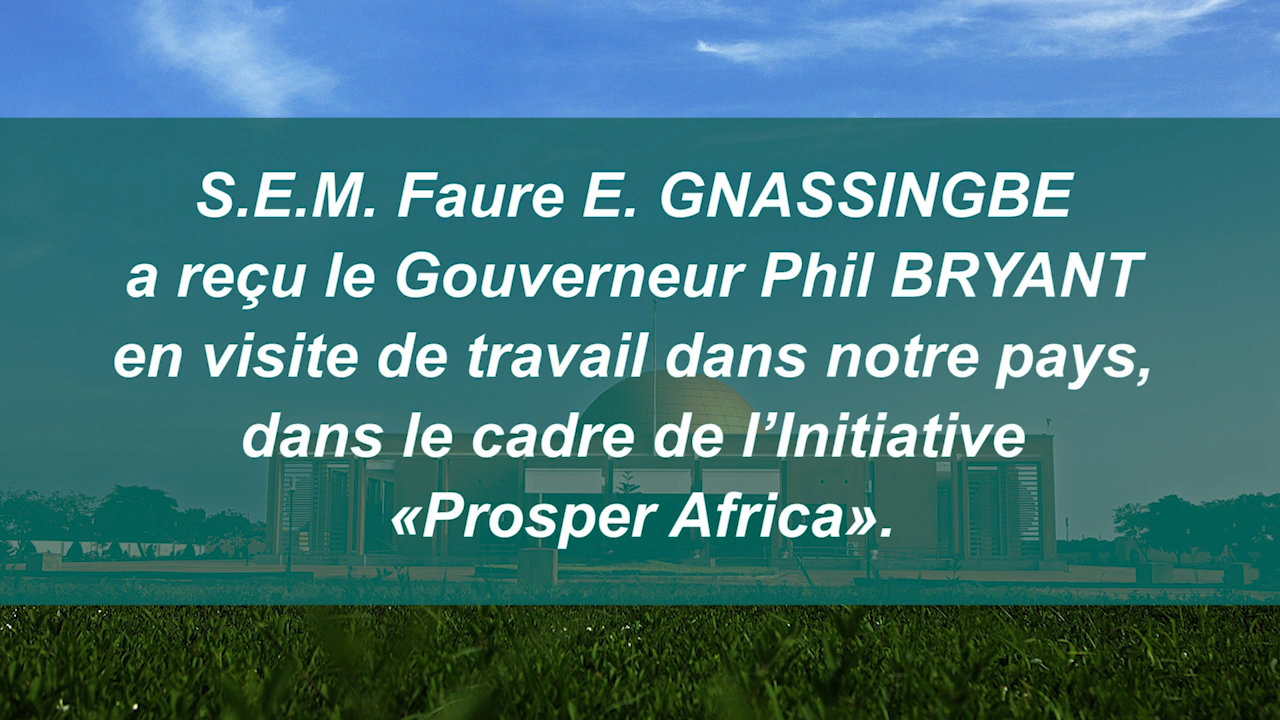 S.E.M. Faure E. GNASSINGBE
a reçu le Gouverneur Phil BRYANT
en visite de travail dans notre pays,
dans le cadre de l’Initiative
«Prosper Africa».